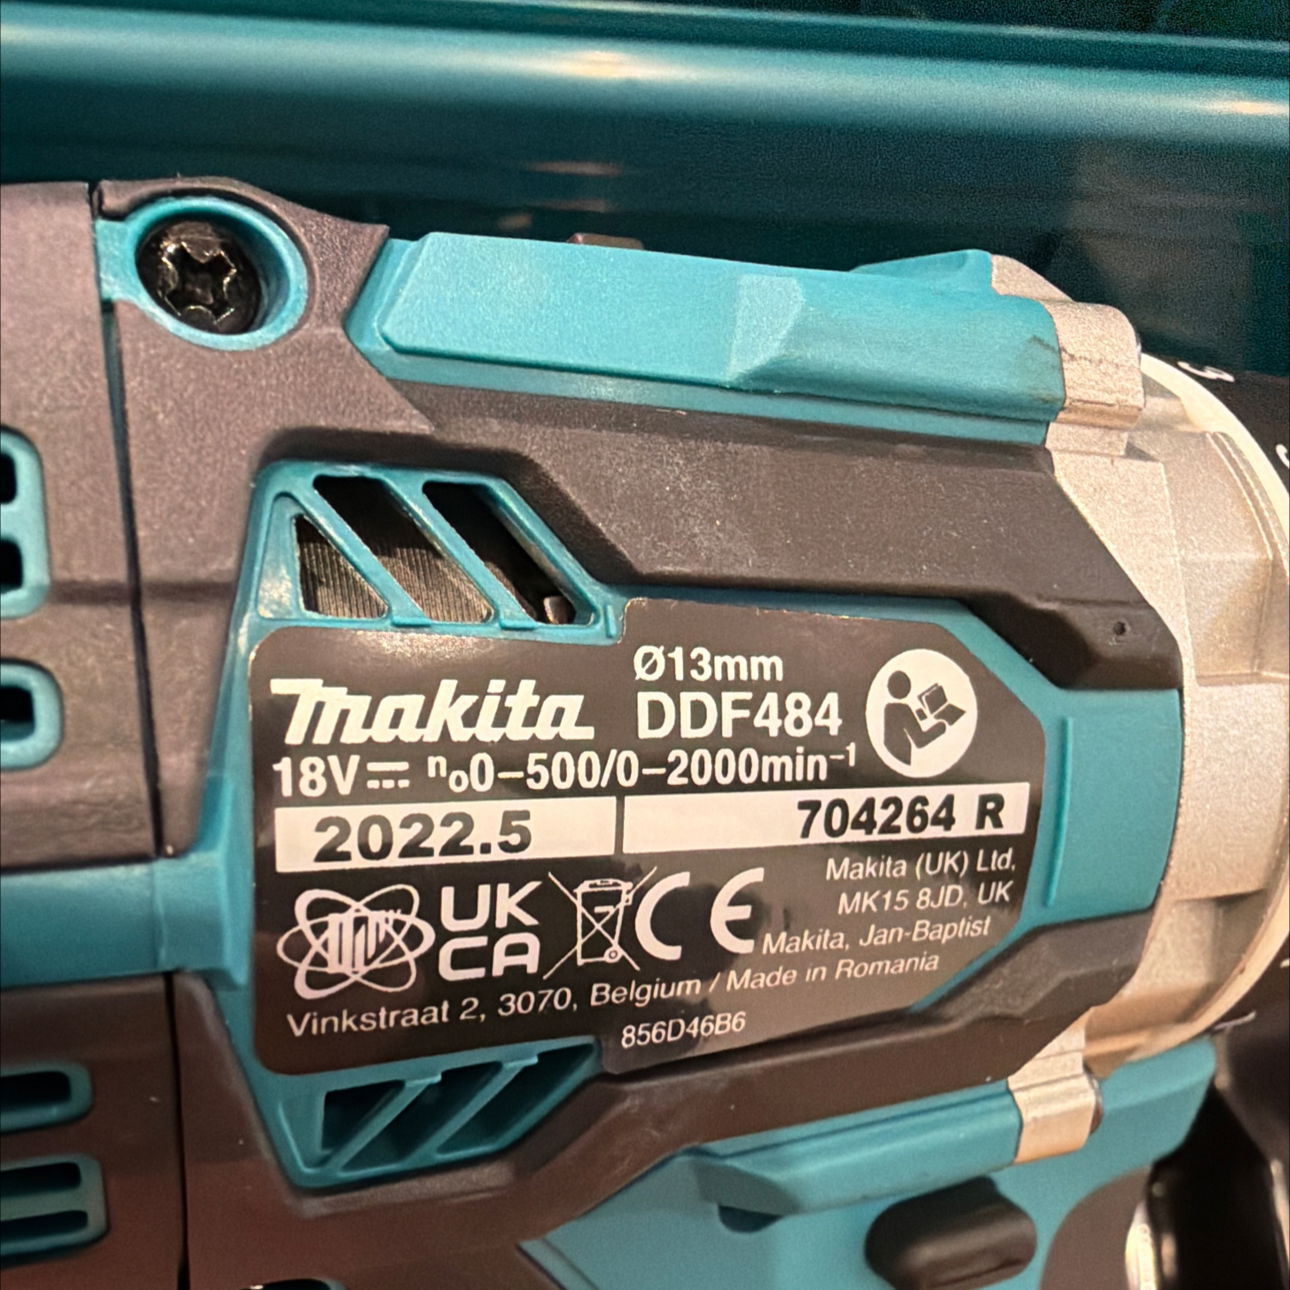 Ø13mm
makita DDF484
18V⎓ n₀0-500/0-2000min⁻¹
2022.5 704264 R
UK
CA
CE
Makita (UK) Ltd,
MK15 8JD, UK
Makita, Jan-Baptist
Vinkstraat 2, 3070, Belgium / Made in Romania
856D46B6
3